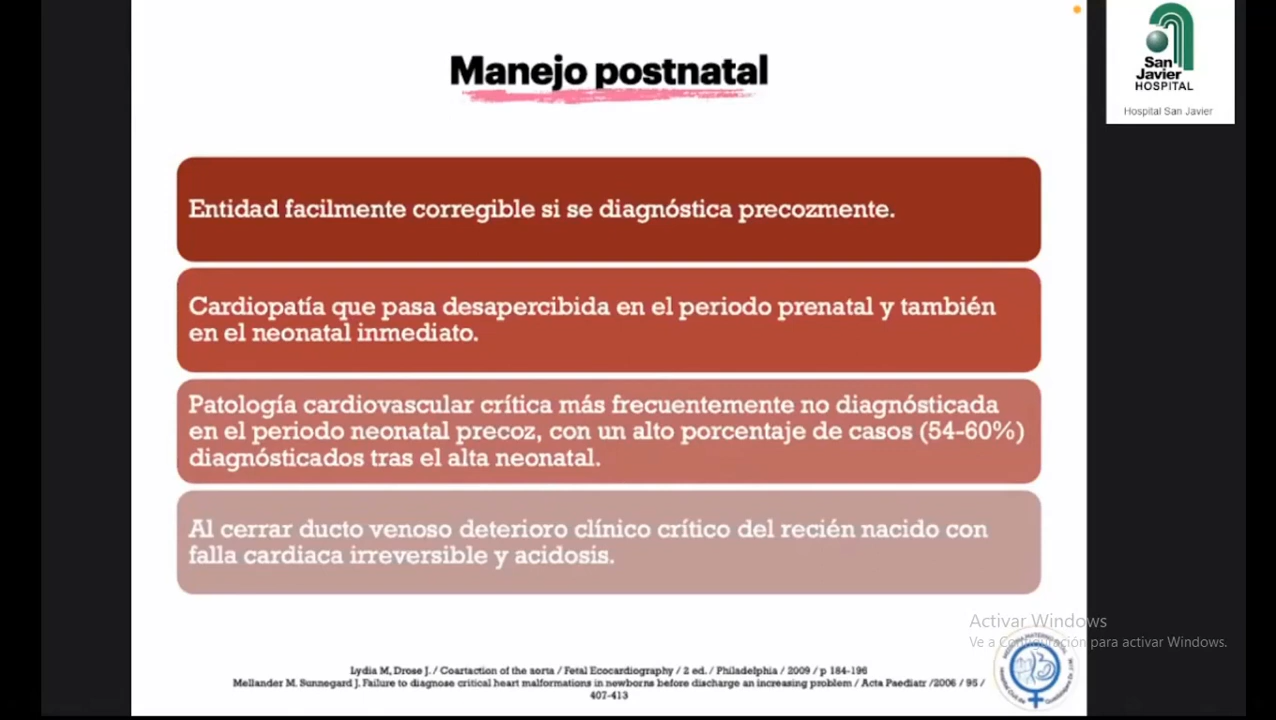 Manejo postnatal
San
Javier
HOSPITAL
Hospital San Javier
Entidad facilmente corregible si se diagnóstica precozmente.
Cardiopatía que pasa desapercibida en el periodo prenatal y también
en el neonatal inmediato.
Patología cardiovascular crítica más frecuentemente no diagnósticada
en el periodo neonatal precoz, con un alto porcentaje de casos (54-60%)
diagnósticados tras el alta neonatal.
Al cerrar ducto venoso deterioro clínico crítico del recién nacido con
falla cardiaca irreversible y acidosis.
Activar Windows
Ve a Configuración para activar Windows.
Lydia M, Drose J. / Coartaction of the aorta / Fetal Ecocardiography / 2 ed. / Philadelphia / 2009 / p 184-196
Mellander M. Sunnegard J. Failure to diagnose critical heart malformations in newborns before discharge an increasing problem / Acta Paediatr /2006 / 95 /
407-413